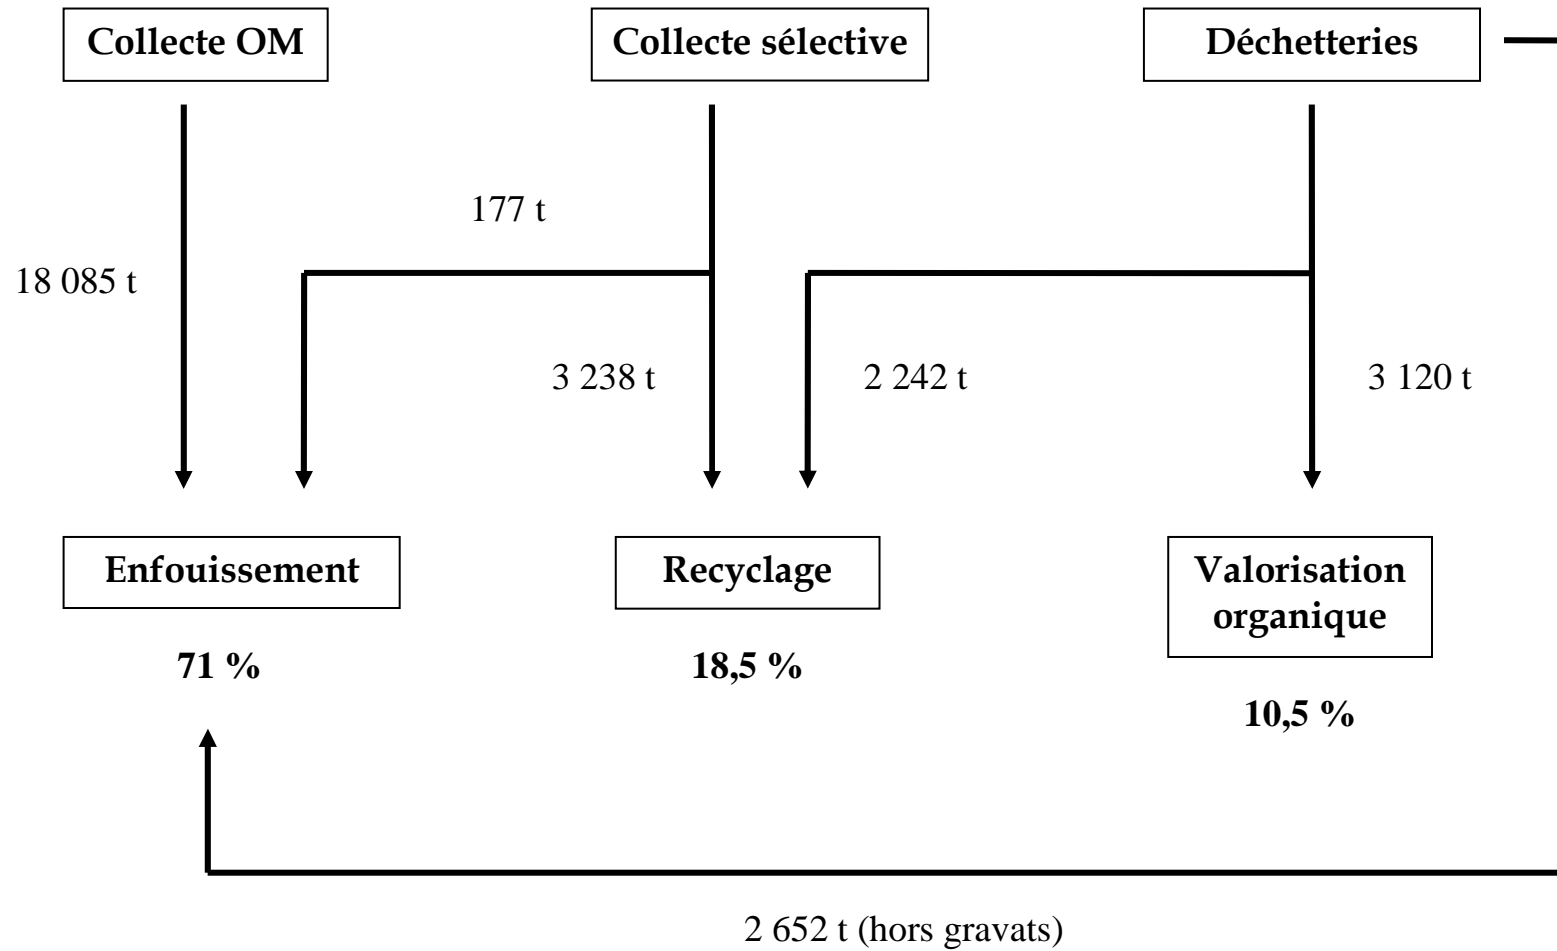 Collecte OM
Collecte sélective
Déchetteries
177 t
18 085 t
3 238 t
2 242 t
3 120 t
Enfouissement
Recyclage
Valorisation
organique
71 %
18,5 %
10,5 %
2 652 t (hors gravats)